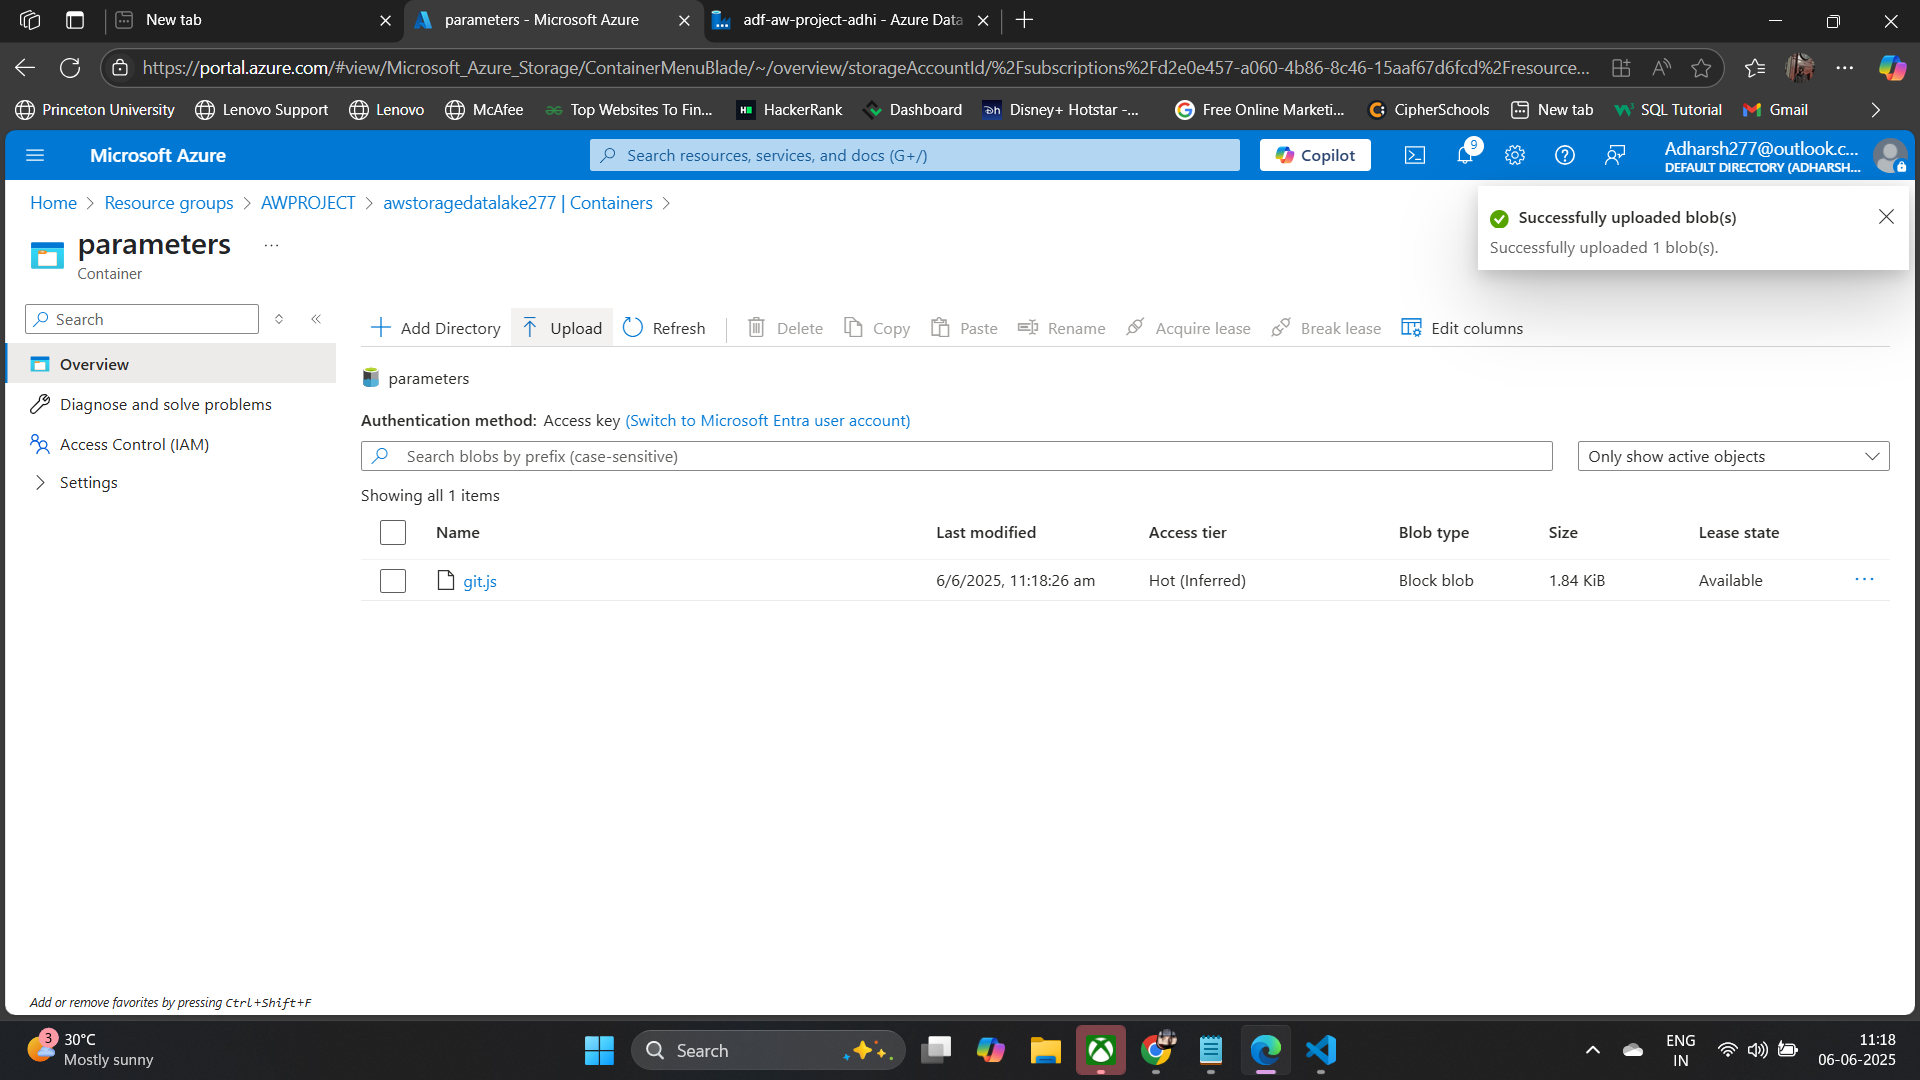 New tab
parameters - Microsoft Azure
adf-aw-project-adhi - Azure Data
https://portal.azure.com/#view/Microsoft_Azure_Storage/ContainerMenuBlade/~/overview/storageAccountId/%2Fsubscriptions%2Fd2e0e457-a060-4b86-8c46-15aaf67d6fcd%2Fresource...
Princeton University
Lenovo Support
Lenovo
McAfee
Top Websites To Fin...
HackerRank
Dashboard
Disney+ Hotstar -...
Free Online Marketi...
CipherSchools
New tab
SQL Tutorial
Gmail
Microsoft Azure
Search resources, services, and docs (G+/)
Copilot
9
Adharsh277@outlook.c...
DEFAULT DIRECTORY (ADHARSH...
Home > Resource groups > AWPROJECT > awstoragedatalake277 | Containers >
Successfully uploaded blob(s)
Successfully uploaded 1 blob(s).
parameters ...
Container
Search
Overview
Diagnose and solve problems
Access Control (IAM)
Settings
Add Directory
Upload
Refresh
Delete
Copy
Paste
Rename
Acquire lease
Break lease
Edit columns
parameters
Authentication method: Access key (Switch to Microsoft Entra user account)
Search blobs by prefix (case-sensitive)
Only show active objects
Showing all 1 items
Name Last modified Access tier Blob type Size Lease state
git.js 6/6/2025, 11:18:26 am Hot (Inferred) Block blob 1.84 KiB Available ...
Add or remove favorites by pressing Ctrl+Shift+F
3
30°C
Mostly sunny
Search
ENG
IN
11:18
06-06-2025